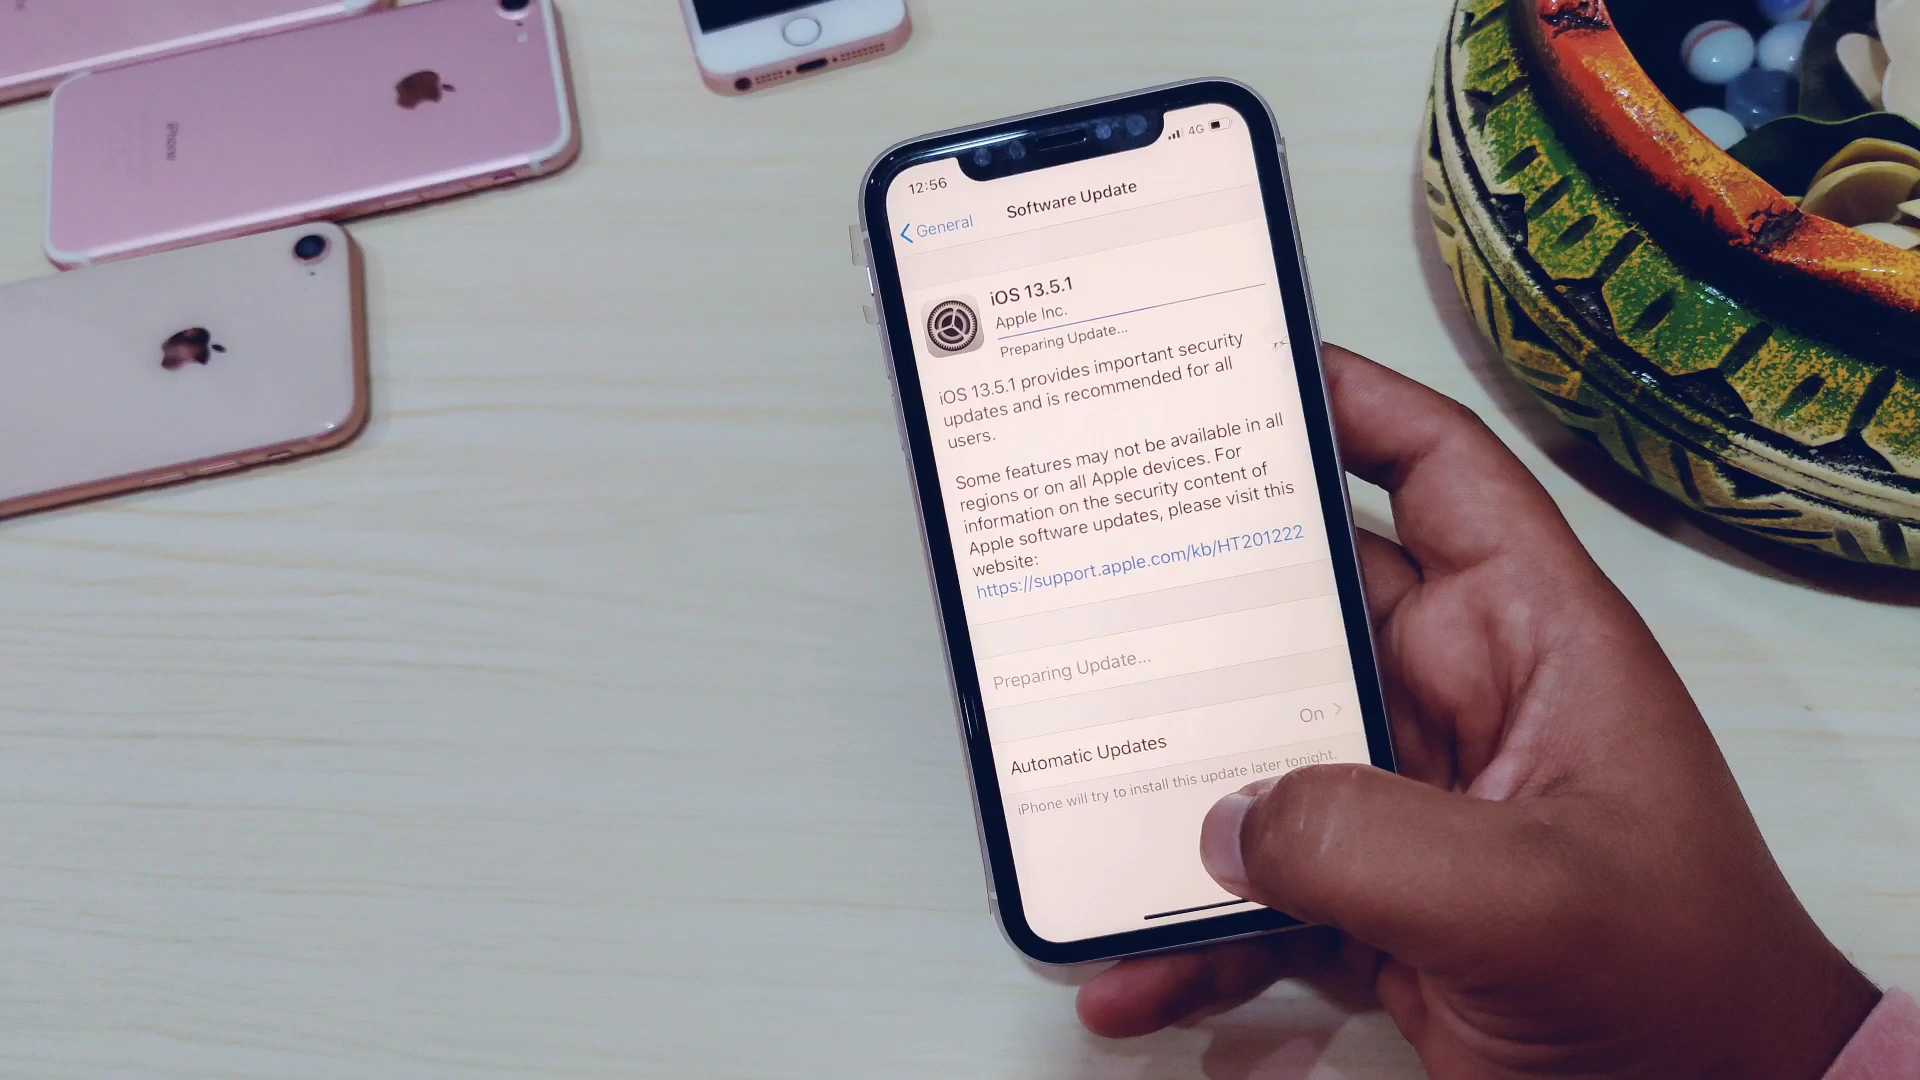 iPhone
12:56
4G
General
Software Update
iOS 13.5.1
Apple Inc.
Preparing Update...
iOS 13.5.1 provides important security
updates and is recommended for all
users.
Some features may not be available in all
regions or on all Apple devices. For
information on the security content of
Apple software updates, please visit this
website:
https://support.apple.com/kb/HT201222
Preparing Update...
Automatic Updates
On
iPhone will try to install this update later tonight.